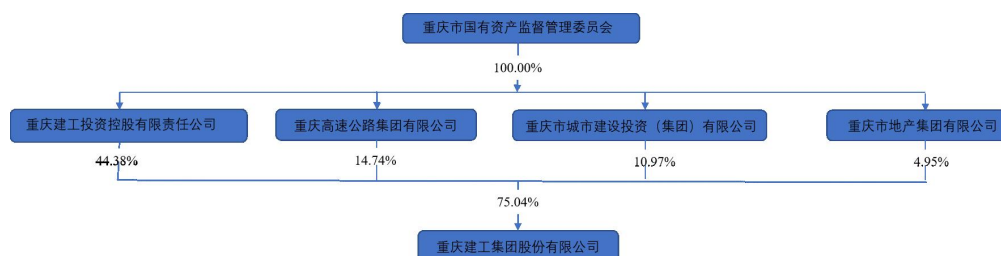 重庆市国有资产监督管理委员会
100.00%
重庆建工投资控股有限责任公司
重庆高速公路集团有限公司
重庆市城市建设投资（集团）有限公司
重庆市地产集团有限公司
44.38%
14.74%
10.97%
4.95%
75.04%
重庆建工集团股份有限公司